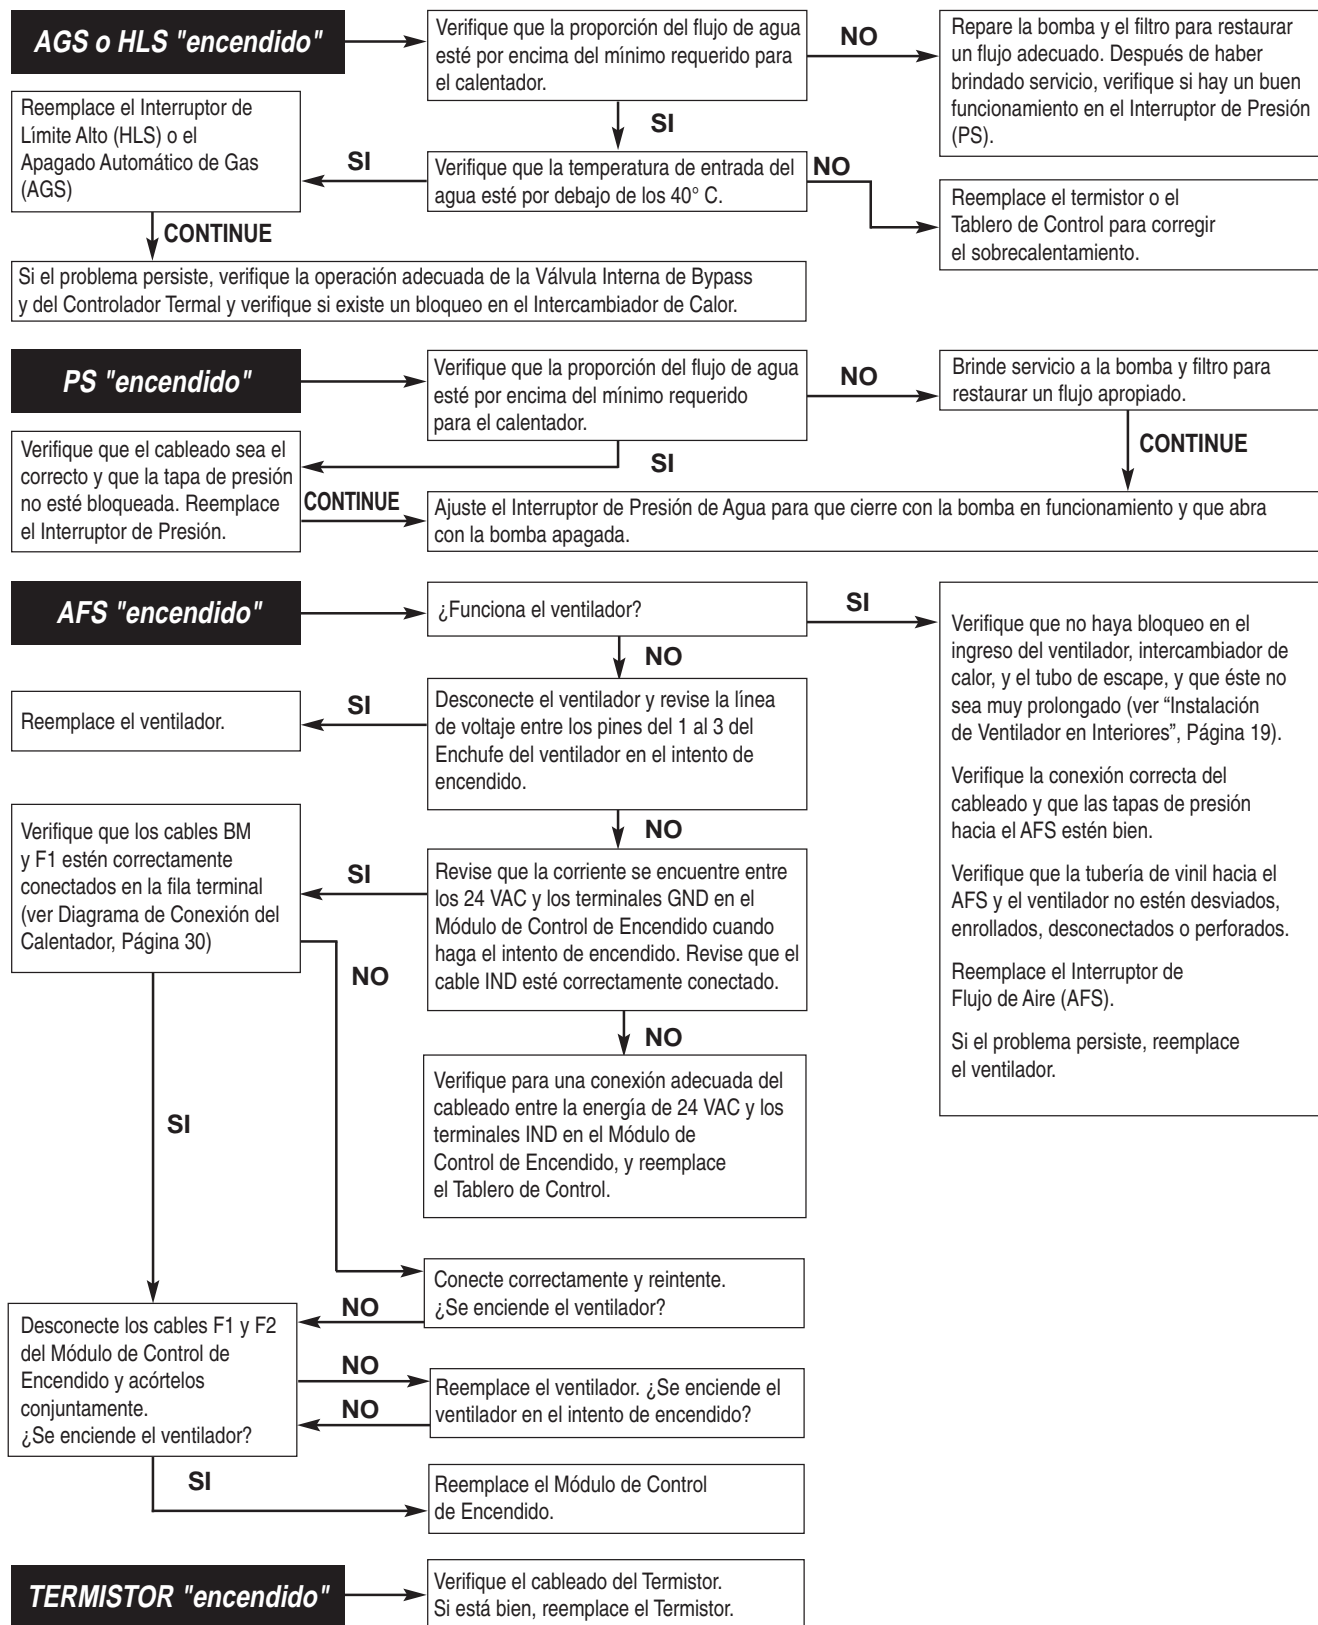 AGS o HLS "encendido"
Verifique que la proporción del flujo de agua
esté por encima del mínimo requerido para
el calentador.
NO
Repare la bomba y el filtro para restaurar
un flujo adecuado. Después de haber
brindado servicio, verifique si hay un buen
funcionamiento en el Interruptor de Presión
(PS).
SI
Verifique que la temperatura de entrada del
agua esté por debajo de los 40° C.
NO
Reemplace el termistor o el
Tablero de Control para corregir
el sobrecalentamiento.
SI
Reemplace el Interruptor de
Límite Alto (HLS) o el
Apagado Automático de Gas
(AGS)
CONTINUE
Si el problema persiste, verifique la operación adecuada de la Válvula Interna de Bypass
y del Controlador Termal y verifique si existe un bloqueo en el Intercambiador de Calor.
PS "encendido"
Verifique que la proporción del flujo de agua
esté por encima del mínimo requerido
para el calentador.
NO
Brinde servicio a la bomba y filtro para
restaurar un flujo apropiado.
CONTINUE
SI
Verifique que el cableado sea el
correcto y que la tapa de presión
no esté bloqueada. Reemplace
el Interruptor de Presión.
CONTINUE
Ajuste el Interruptor de Presión de Agua para que cierre con la bomba en funcionamiento y que abra
con la bomba apagada.
AFS "encendido"
¿Funciona el ventilador?
SI
Verifique que no haya bloqueo en el
ingreso del ventilador, intercambiador de
calor, y el tubo de escape, y que éste no
sea muy prolongado (ver “Instalación
de Ventilador en Interiores”, Página 19).
Verifique la conexión correcta del
cableado y que las tapas de presión
hacia el AFS estén bien.
Verifique que la tubería de vinil hacia el
AFS y el ventilador no estén desviados,
enrollados, desconectados o perforados.
Reemplace el Interruptor de
Flujo de Aire (AFS).
Si el problema persiste, reemplace
el ventilador.
NO
Desconecte el ventilador y revise la línea
de voltaje entre los pines del 1 al 3 del
Enchufe del ventilador en el intento de
encendido.
SI
Reemplace el ventilador.
NO
Revise que la corriente se encuentre entre
los 24 VAC y los terminales GND en el
Módulo de Control de Encendido cuando
haga el intento de encendido. Revise que el
cable IND esté correctamente conectado.
SI
Verifique que los cables BM
y F1 estén correctamente
conectados en la fila terminal
(ver Diagrama de Conexión del
Calentador, Página 30)
NO
NO
Verifique para una conexión adecuada del
cableado entre la energía de 24 VAC y los
terminales IND en el Módulo de
Control de Encendido, y reemplace
el Tablero de Control.
SI
Conecte correctamente y reintente.
¿Se enciende el ventilador?
NO
Desconecte los cables F1 y F2
del Módulo de Control de
Encendido y acórtelos
conjuntamente.
¿Se enciende el ventilador?
NO
NO
Reemplace el ventilador. ¿Se enciende el
ventilador en el intento de encendido?
SI
Reemplace el Módulo de Control
de Encendido.
TERMISTOR "encendido"
Verifique el cableado del Termistor.
Si está bien, reemplace el Termistor.